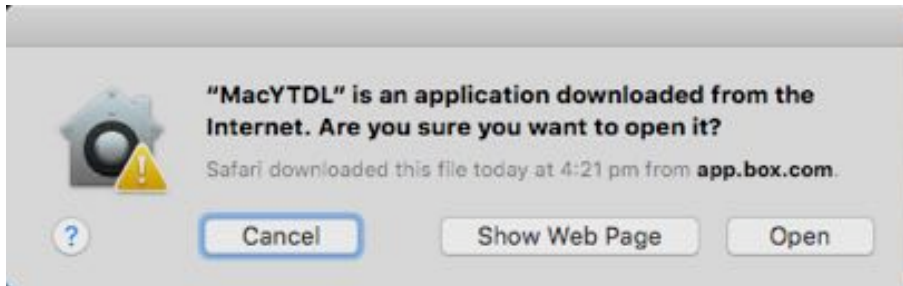 “MacYTDL” is an application downloaded from the
Internet. Are you sure you want to open it?
Safari downloaded this file today at 4:21 pm from app.box.com.
?
Cancel
Show Web Page
Open